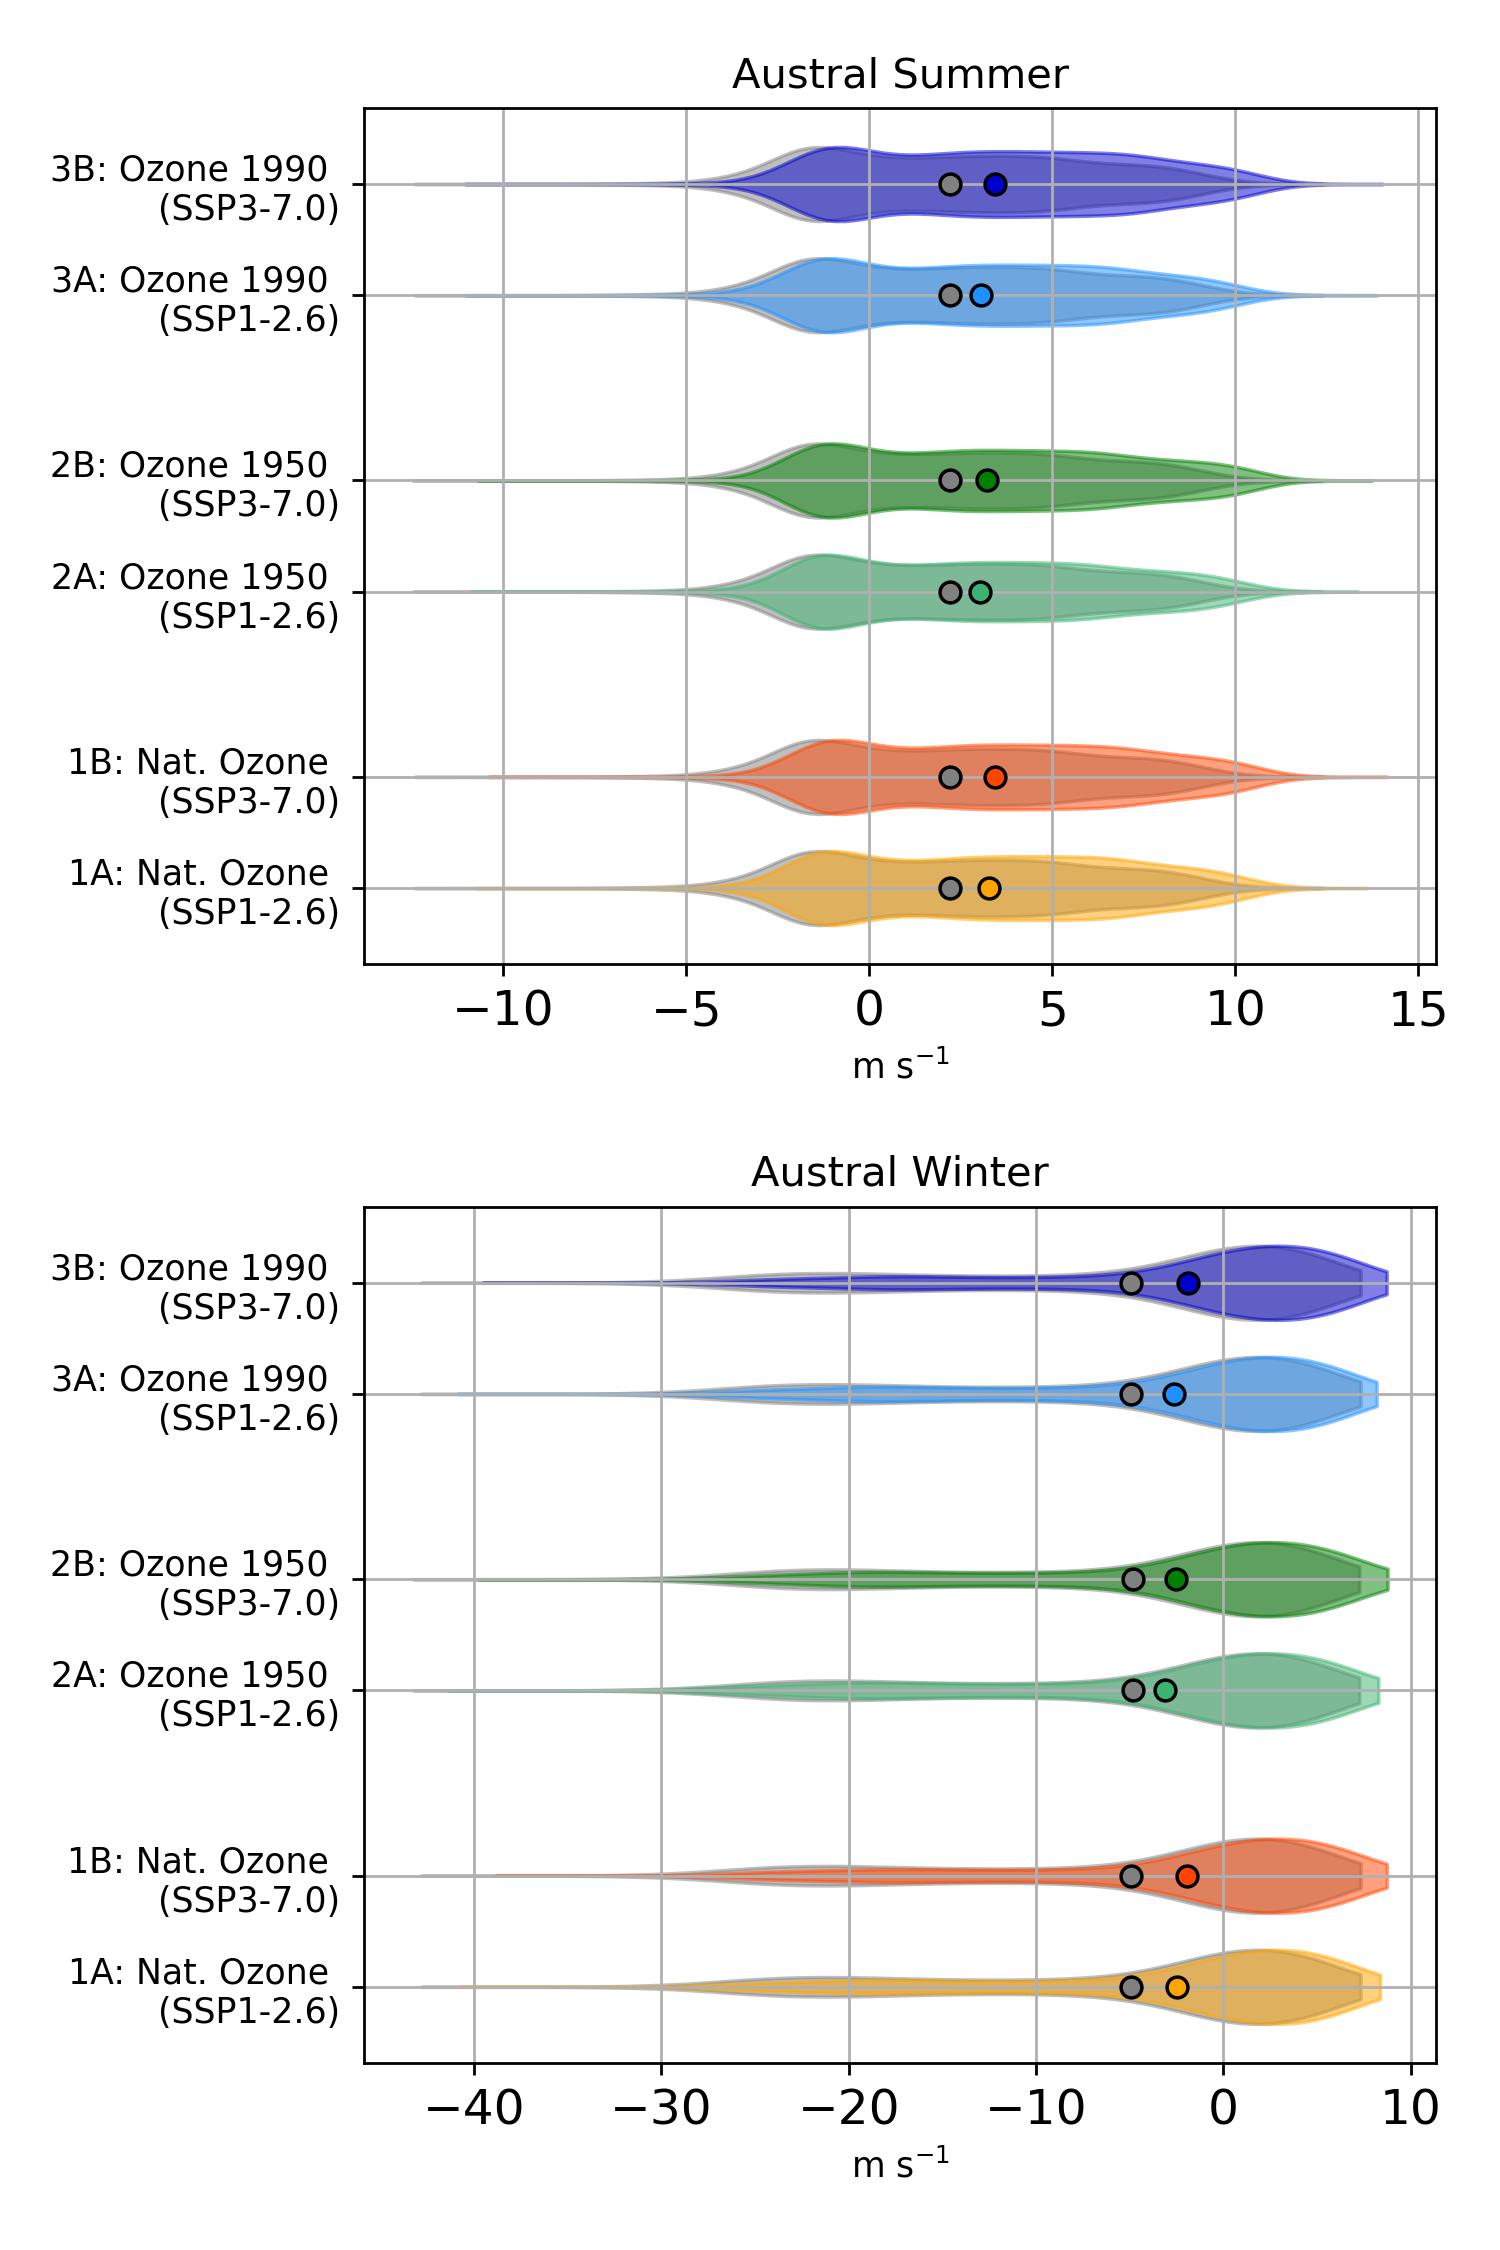 Austral Summer
3B: Ozone 1990
(SSP3-7.0)
3A: Ozone 1990
(SSP1-2.6)
2B: Ozone 1950
(SSP3-7.0)
2A: Ozone 1950
(SSP1-2.6)
1B: Nat. Ozone
(SSP3-7.0)
1A: Nat. Ozone
(SSP1-2.6)
−10 −5 0 5 10 15
m s⁻¹
Austral Winter
3B: Ozone 1990
(SSP3-7.0)
3A: Ozone 1990
(SSP1-2.6)
2B: Ozone 1950
(SSP3-7.0)
2A: Ozone 1950
(SSP1-2.6)
1B: Nat. Ozone
(SSP3-7.0)
1A: Nat. Ozone
(SSP1-2.6)
−40 −30 −20 −10 0 10
m s⁻¹